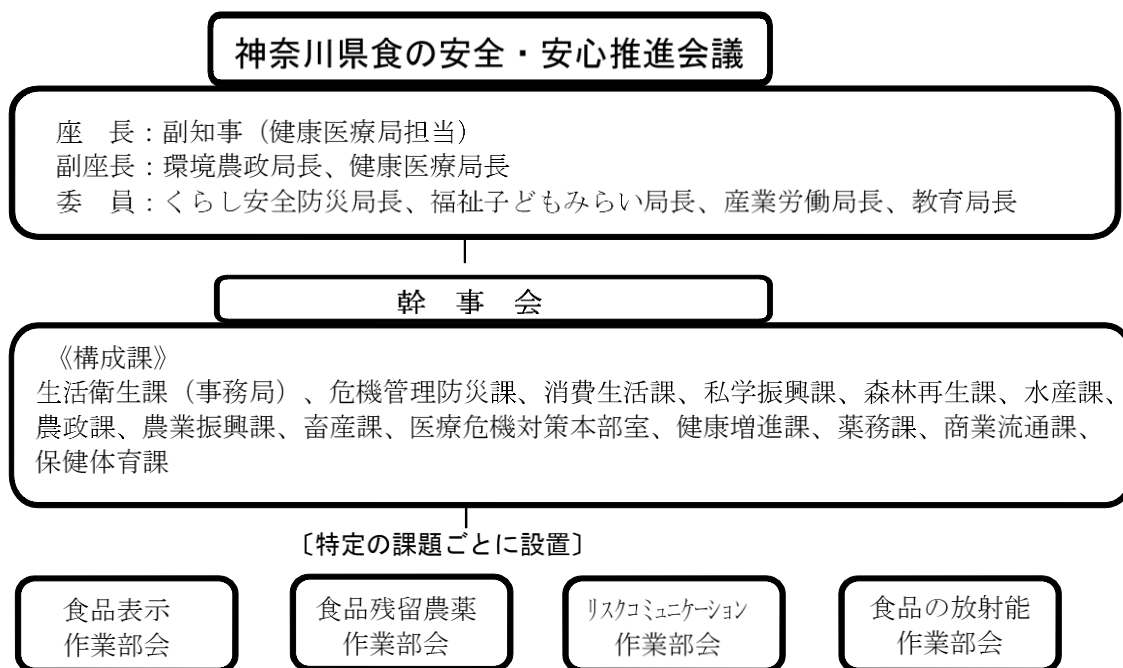 神奈川県食の安全・安心推進会議
座　長：副知事（健康医療局担当）
副座長：環境農政局長、健康医療局長
委　員：くらし安全防災局長、福祉子どもみらい局長、産業労働局長、教育局長
幹　事　会
《構成課》
生活衛生課（事務局）、危機管理防災課、消費生活課、私学振興課、森林再生課、水産課、
農政課、農業振興課、畜産課、医療危機対策本部室、健康増進課、薬務課、商業流通課、
保健体育課
〔特定の課題ごとに設置〕
食品表示
作業部会
食品残留農薬
作業部会
リスクコミュニケーション
作業部会
食品の放射能
作業部会